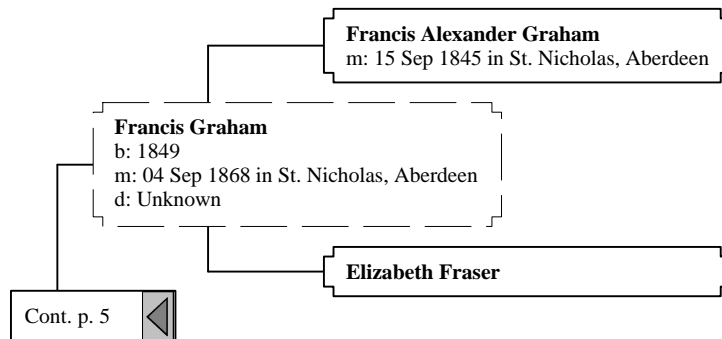 Francis Alexander Graham
m: 15 Sep 1845 in St. Nicholas, Aberdeen
Francis Graham
b: 1849
m: 04 Sep 1868 in St. Nicholas, Aberdeen
d: Unknown
Elizabeth Fraser
Cont. p. 5